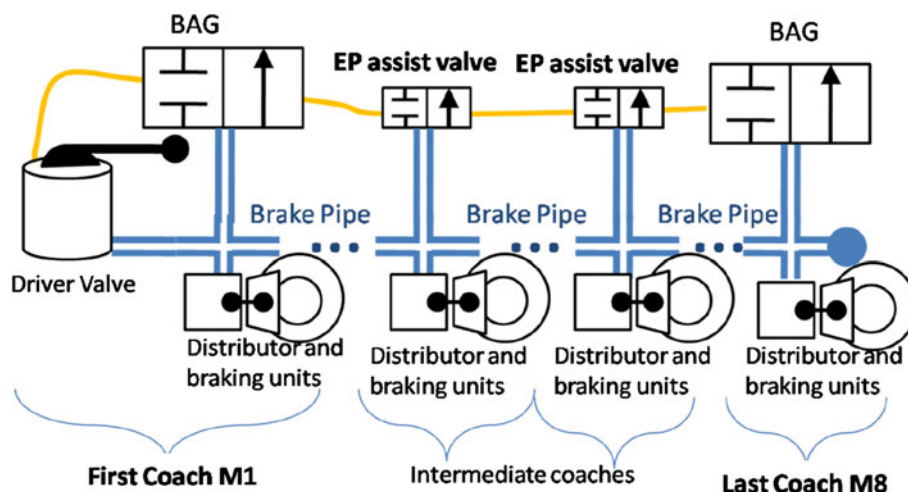 BAG
EP assist valve
EP assist valve
BAG
Brake Pipe
Brake Pipe
Brake Pipe
Driver Valve
Distributor and
braking units
Distributor and
braking units
Distributor and
braking units
Distributor and
braking units
First Coach M1
Intermediate coaches
Last Coach M8